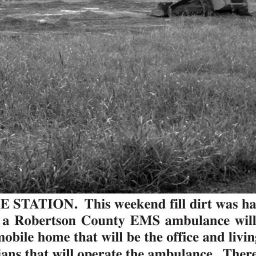 E STATION. This weekend fill dirt was ha
a Robertson County EMS ambulance will
mobile home that will be the office and livin
ians that will operate the ambulance. There